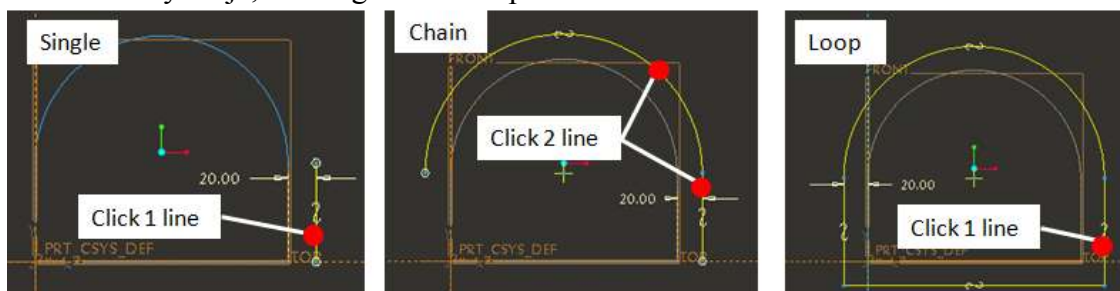 Single
20.00
Click 1 line
PRT_CSYS_DEF
Chain
FRONT
Click 2 line
20.00
PRT_CSYS_DEF
Loop
FRONT
20.00
Click 1 line
PRT_CSYS_DEF